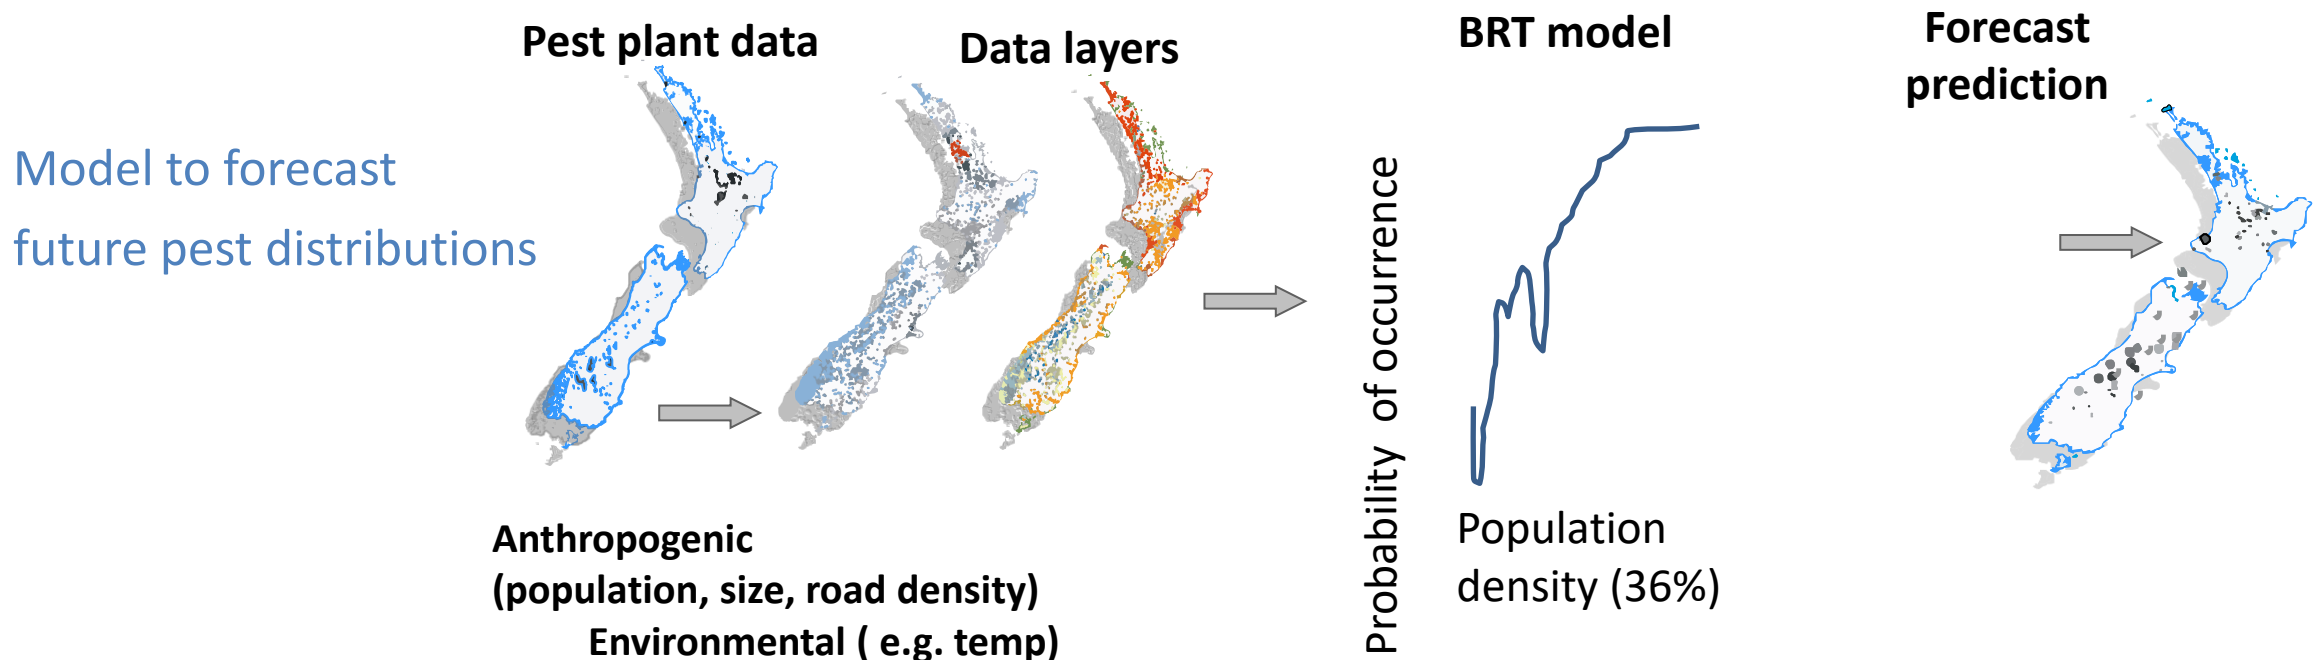 Model to forecast
future pest distributions
Pest plant data
Data layers
BRT model
Forecast
prediction
Anthropogenic
(population, size, road density)
Environmental ( e.g. temp)
Probability of occurrence
Population
density (36%)